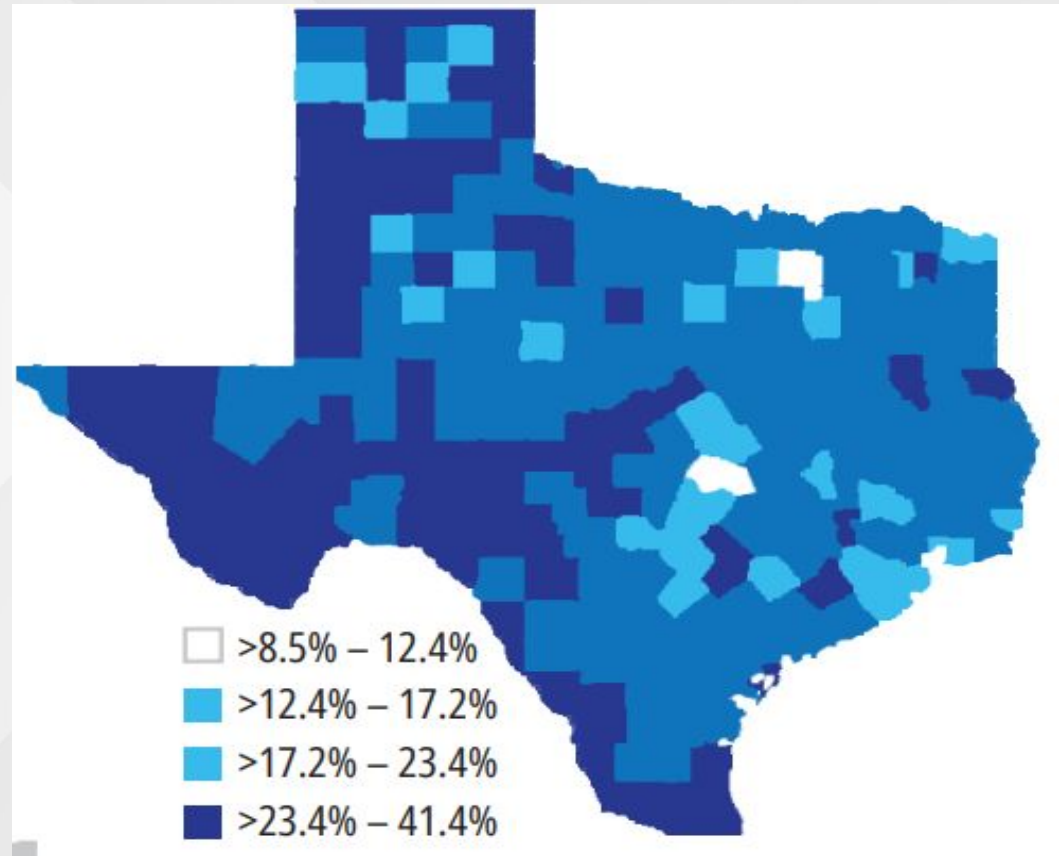 >8.5% – 12.4%
>12.4% – 17.2%
>17.2% – 23.4%
>23.4% – 41.4%